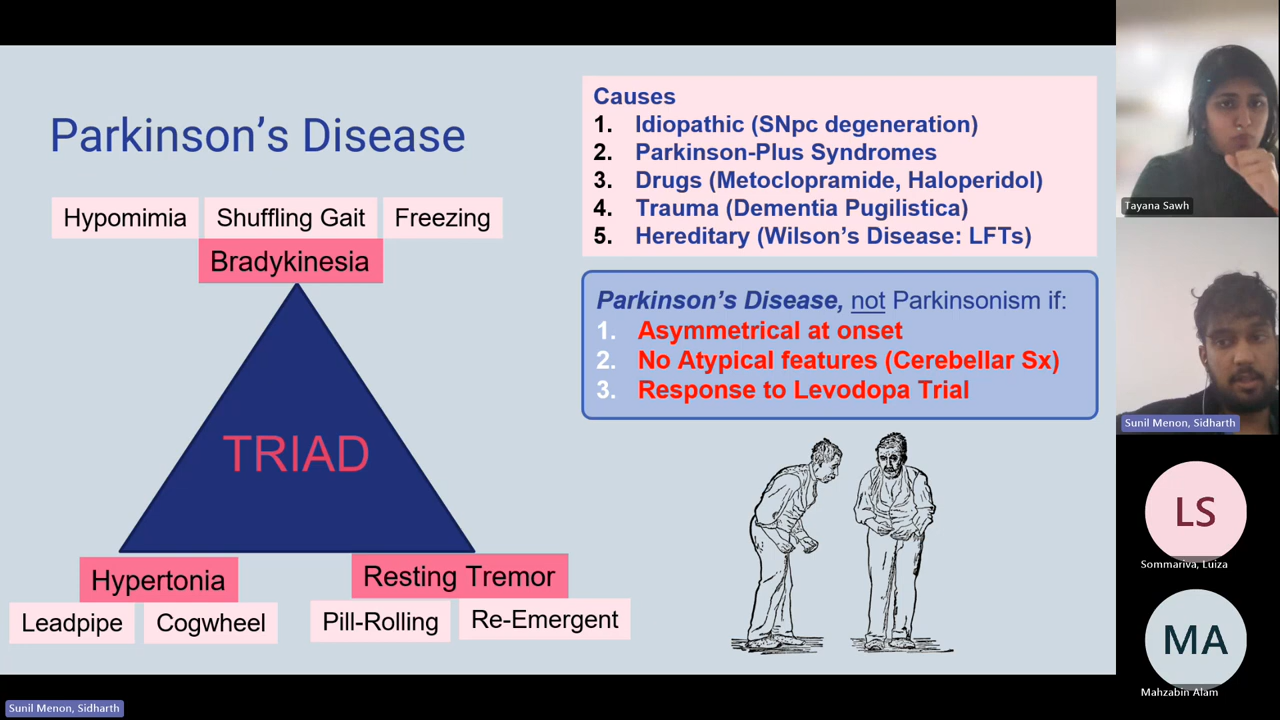 Parkinson's Disease
Hypomimia
Shuffling Gait
Freezing
Bradykinesia
TRIAD
Hypertonia
Resting Tremor
Leadpipe
Cogwheel
Pill-Rolling
Re-Emergent
Causes
1. Idiopathic (SNpc degeneration)
2. Parkinson-Plus Syndromes
3. Drugs (Metoclopramide, Haloperidol)
4. Trauma (Dementia Pugilistica)
5. Hereditary (Wilson's Disease: LFTs)
Parkinson's Disease, not Parkinsonism if:
1. Asymmetrical at onset
2. No Atypical features (Cerebellar Sx)
3. Response to Levodopa Trial
Tayana Sawh
Sunil Menon, Sidharth
LS
Sommariva, Luiza
MA
Mahzabin Alam
Sunil Menon, Sidharth